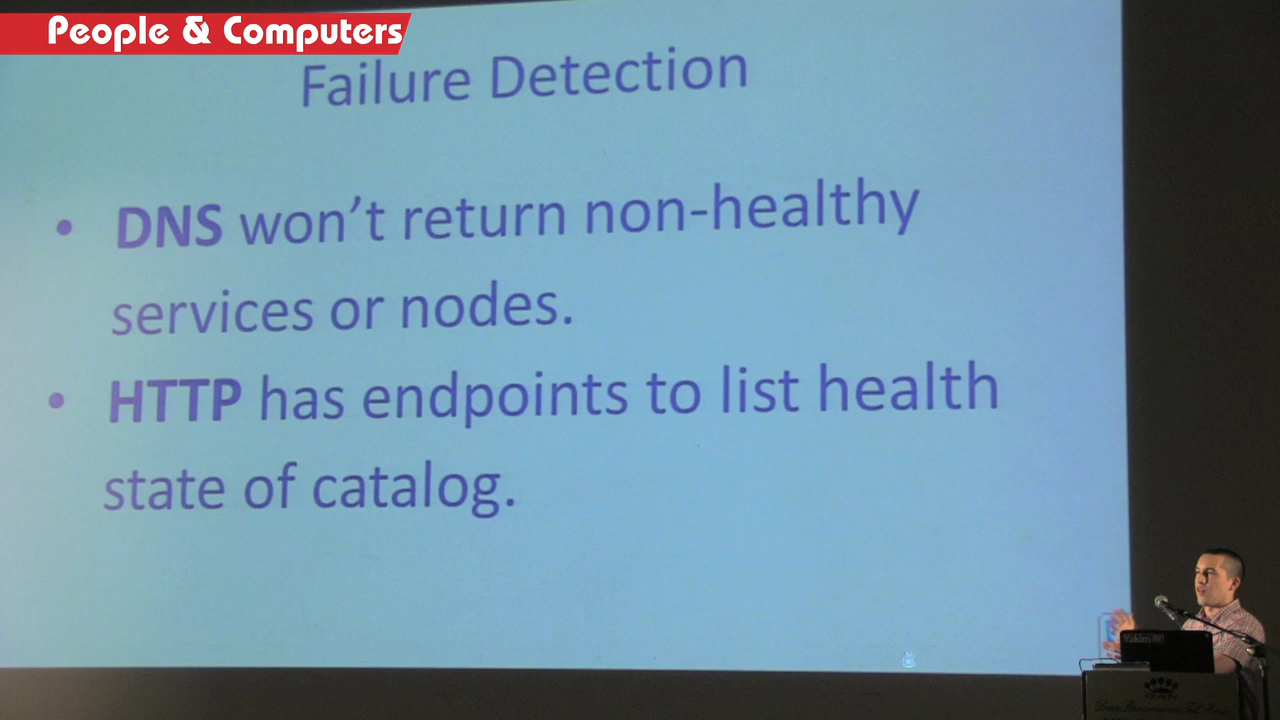 People & Computers
Failure Detection
• DNS won't return non-healthy
services or nodes.
• HTTP has endpoints to list health
state of catalog.
DAN